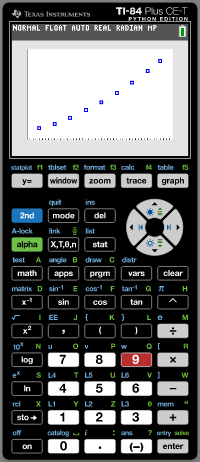 TEXAS INSTRUMENTS TI-84 Plus CE-T
PYTHON EDITION
NORMAL FLOAT AUTO REAL RADIAN MP
statplot f1 tblset f2 format f3 calc f4 table f5
y= window zoom trace graph
quit ins
2nd mode del
A-lock link list
alpha X,T,θ,n stat
test A angle B draw C distr
math apps prgm vars clear
matrix D sin⁻¹ E cos⁻¹ F tan⁻¹ G π H
x⁻¹ sin cos tan ^
√ I EE J { K } L e M
x² , ( ) ÷
10ˣ N u O v P w Q [ R
log 7 8 9 ×
eˣ S L4 T L5 U L6 V ] W
ln 4 5 6 −
rcl X L1 Y L2 Z L3 θ mem "
sto→ 1 2 3 +
off catalog ⎵ i : ans ? entry solve
on 0 . (−) enter